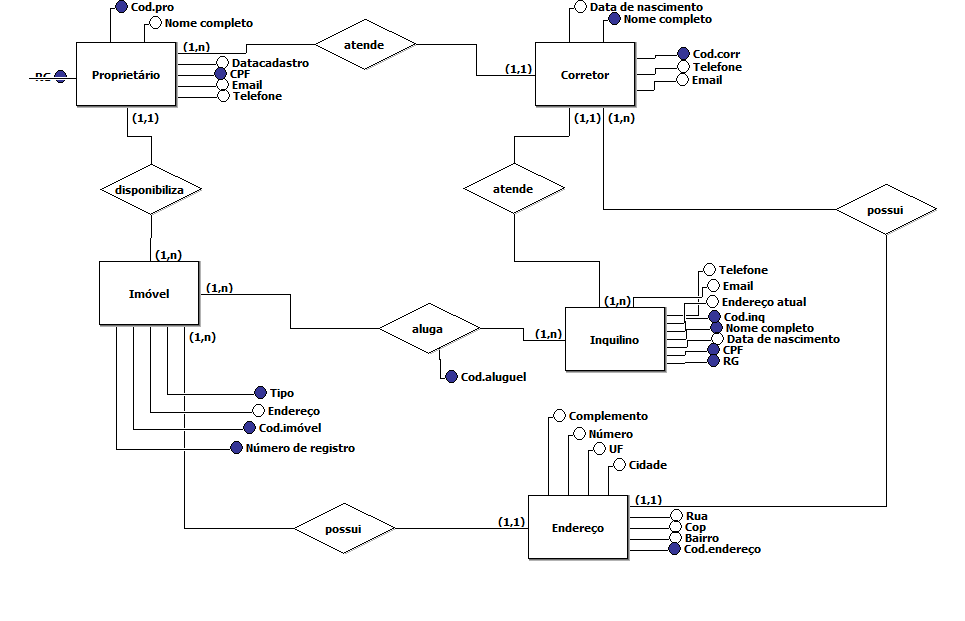 Cod.pro
Nome completo
Data de nascimento
Nome completo
(1,n)
atende
Datacadastro
CPF
Email
Telefone
RG
Proprietário
(1,1)
Corretor
Cod.corr
Telefone
Email
(1,1)
(1,1)
(1,n)
disponibiliza
atende
possui
(1,n)
Imóvel
(1,n)
aluga
Cod.aluguel
(1,n)
(1,n)
Inquilino
Telefone
Email
Endereço atual
Cod.inq
Nome completo
Data de nascimento
CPF
RG
(1,n)
Tipo
Endereço
Cod.imóvel
Número de registro
Complemento
Número
UF
Cidade
possui
(1,1)
Endereço
(1,1)
Rua
Cop
Bairro
Cod.endereço